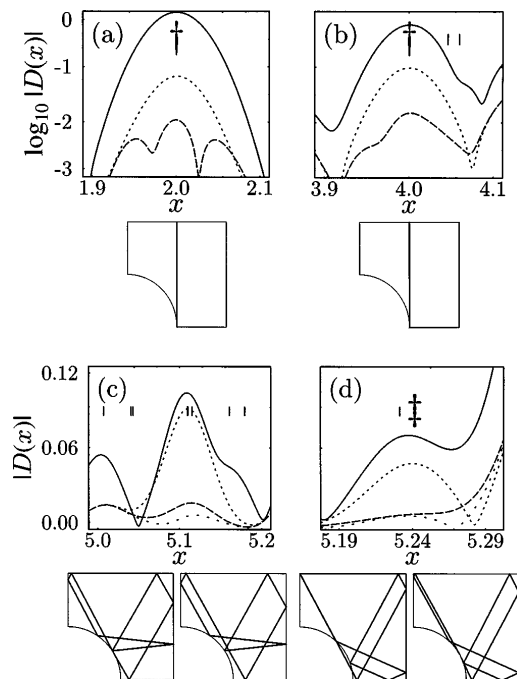 0 (a) † (b) †
-1
-2
-3
log₁₀ |D(x)|
1.9 2.0 2.1 3.9 4.0 4.1
x x
0.12 (c) (d) ‡
0.06
0.00
|D(x)|
5.0 5.1 5.2 5.19 5.24 5.29
x x